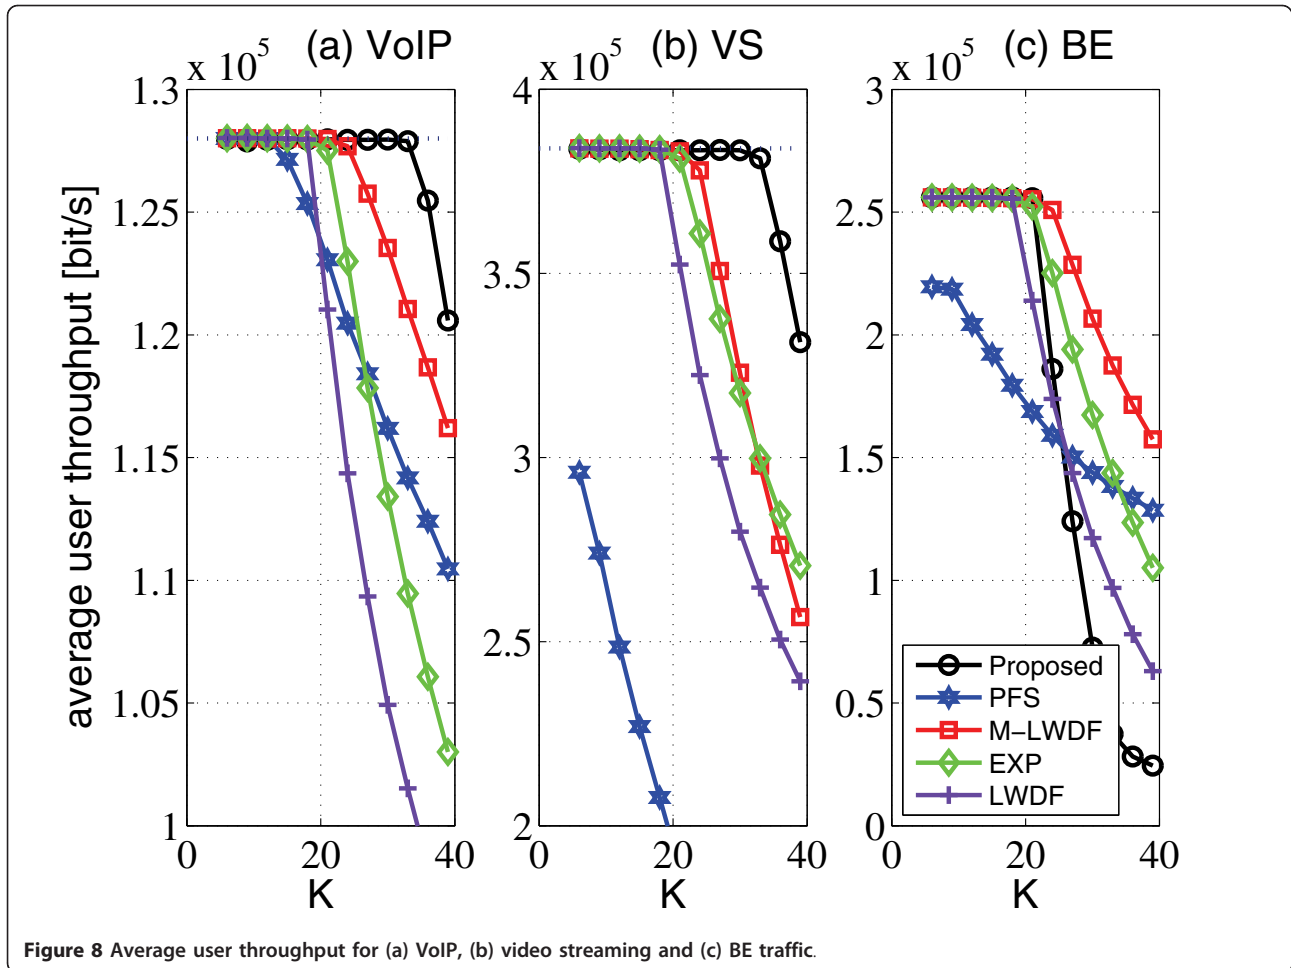 (a) VoIP
(b) VS
(c) BE
x 10^5
x 10^5
x 10^5
average user throughput [bit/s]
1.3
1.25
1.2
1.15
1.1
1.05
1
0
20
40
K
4
3.5
3
2.5
2
0
20
40
K
3
2.5
2
1.5
1
0.5
0
0
20
40
K
Proposed
PFS
M-LWDF
EXP
LWDF
Figure 8 Average user throughput for (a) VoIP, (b) video streaming and (c) BE traffic.